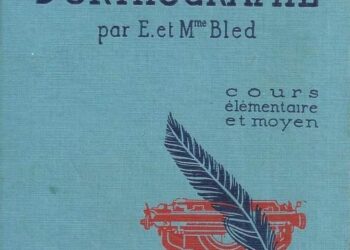 D'ORTHOGRAPHE
par E. et Mme Bled
cours
élémentaire
et moyen